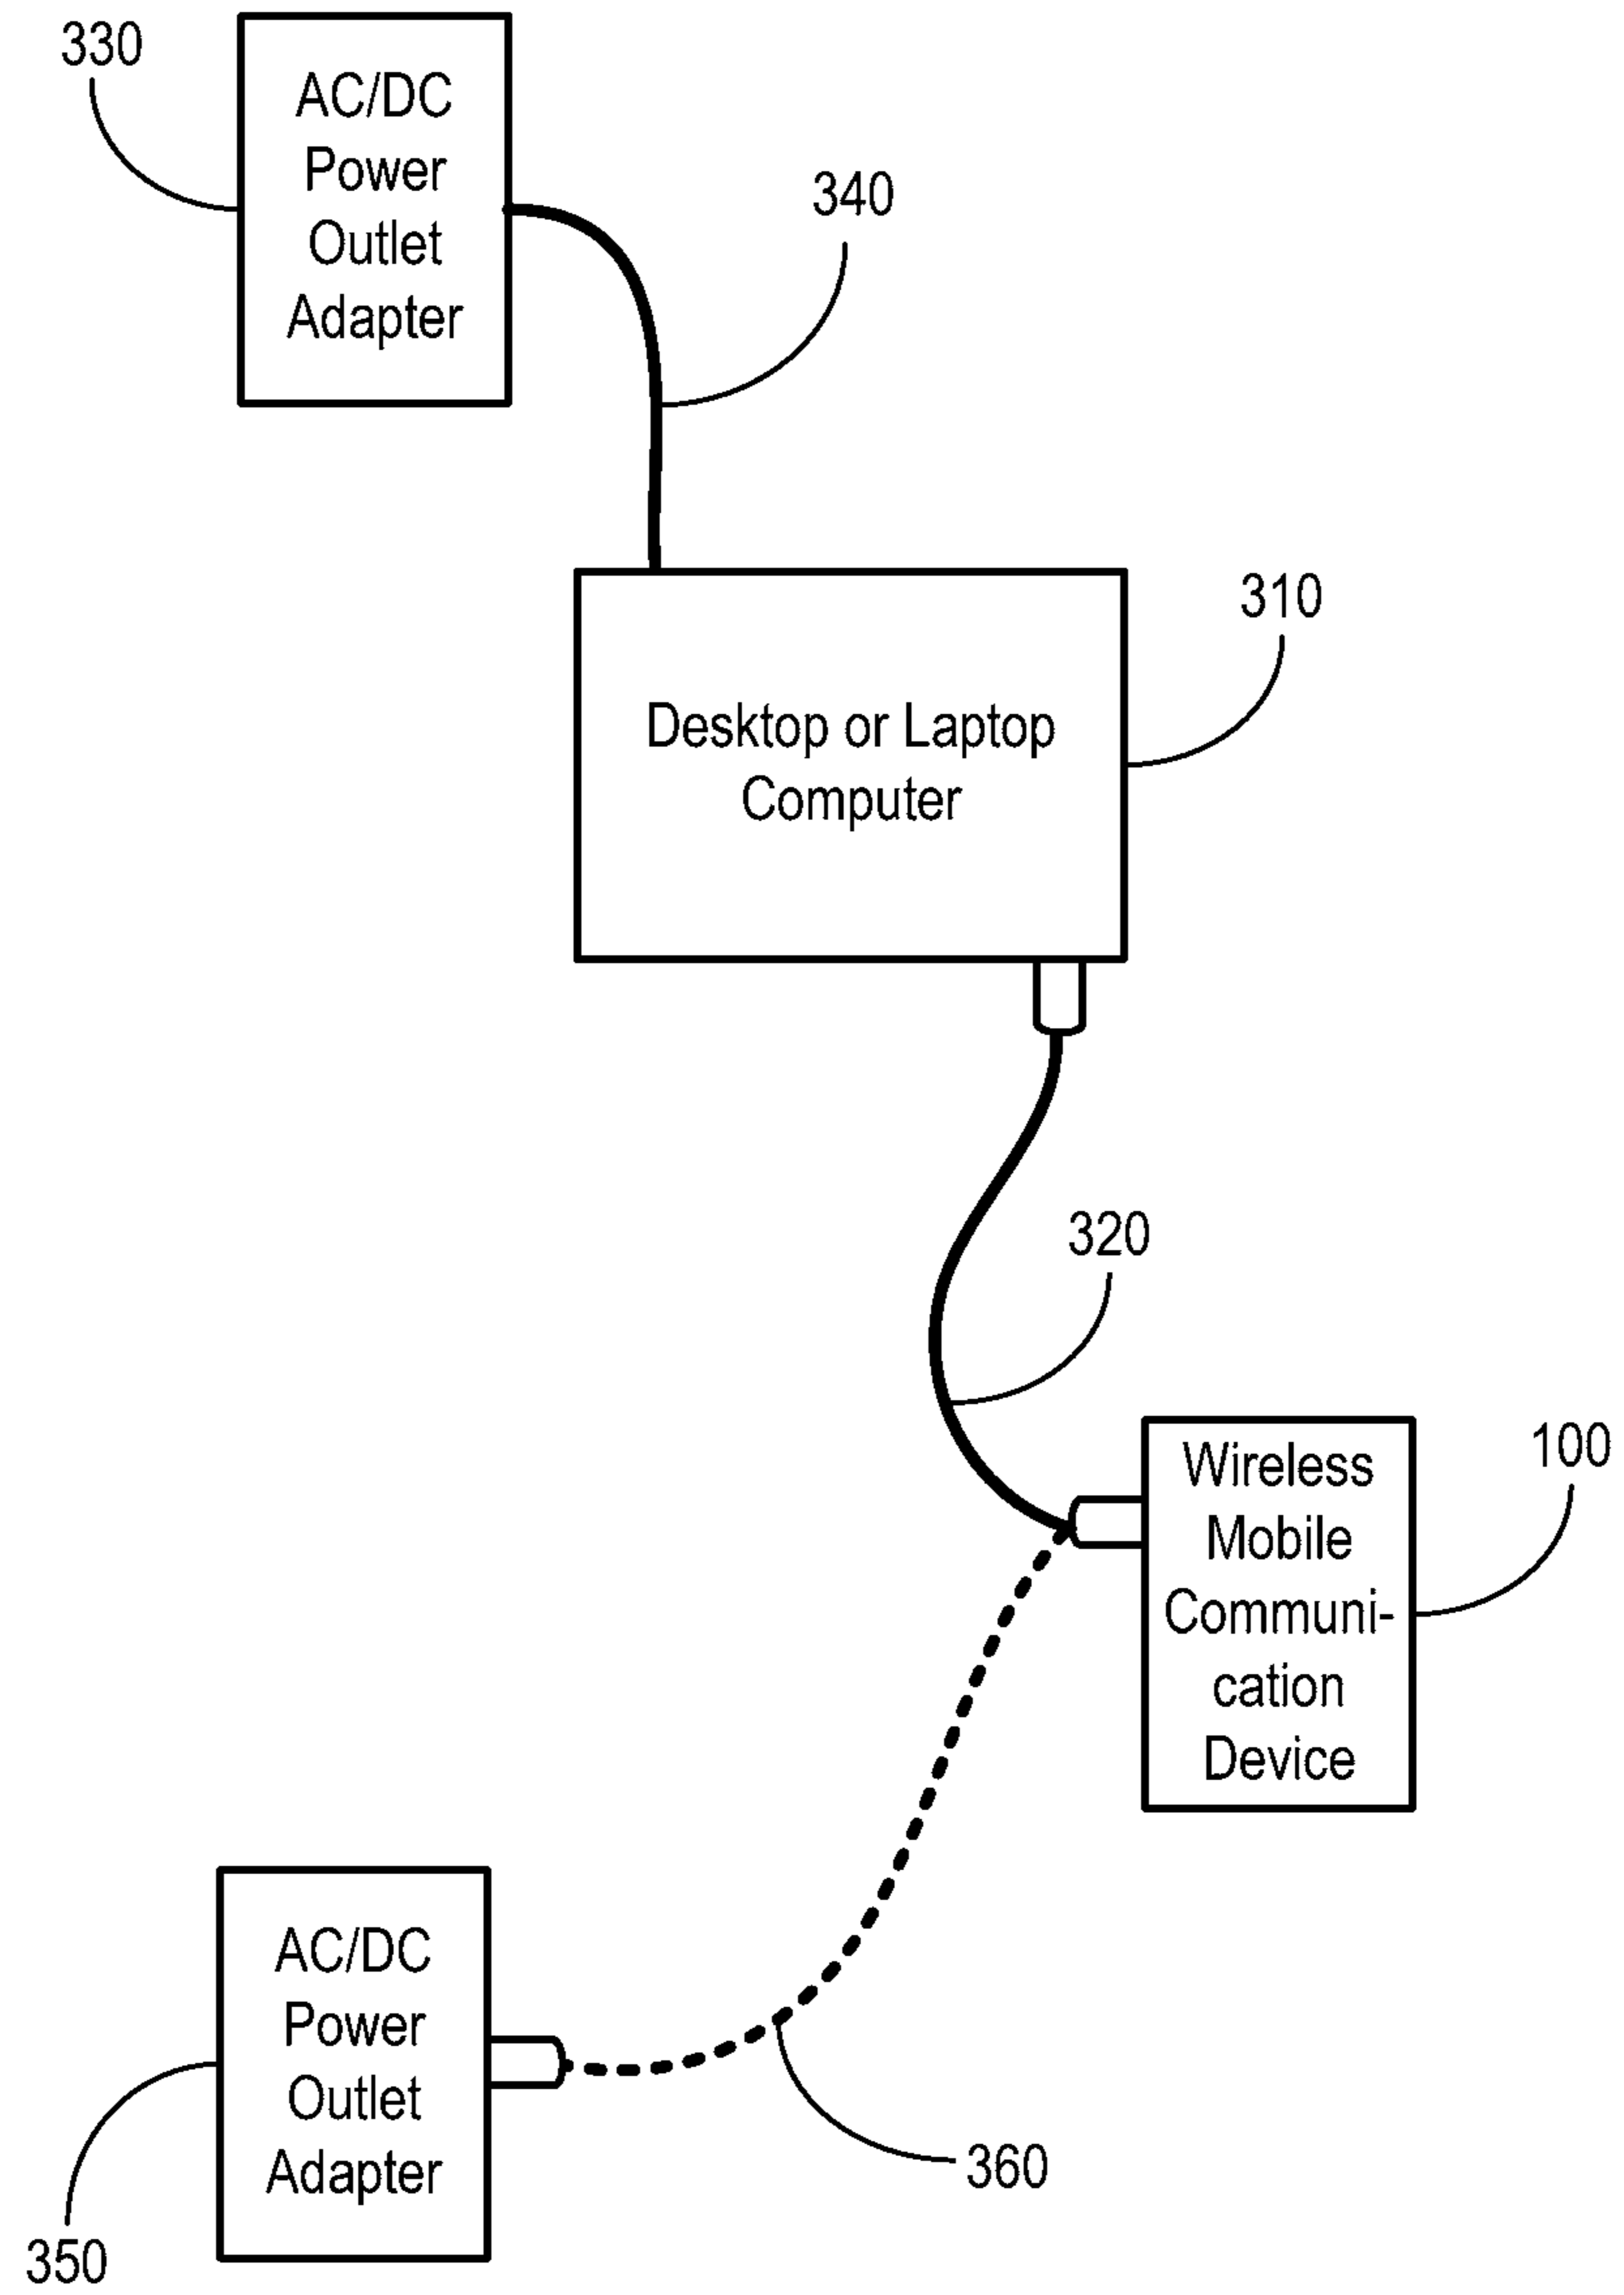 330
AC/DC
Power
Outlet
Adapter
340
310
Desktop or Laptop
Computer
320
100
Wireless
Mobile
Communi-
cation
Device
AC/DC
Power
Outlet
Adapter
360
350